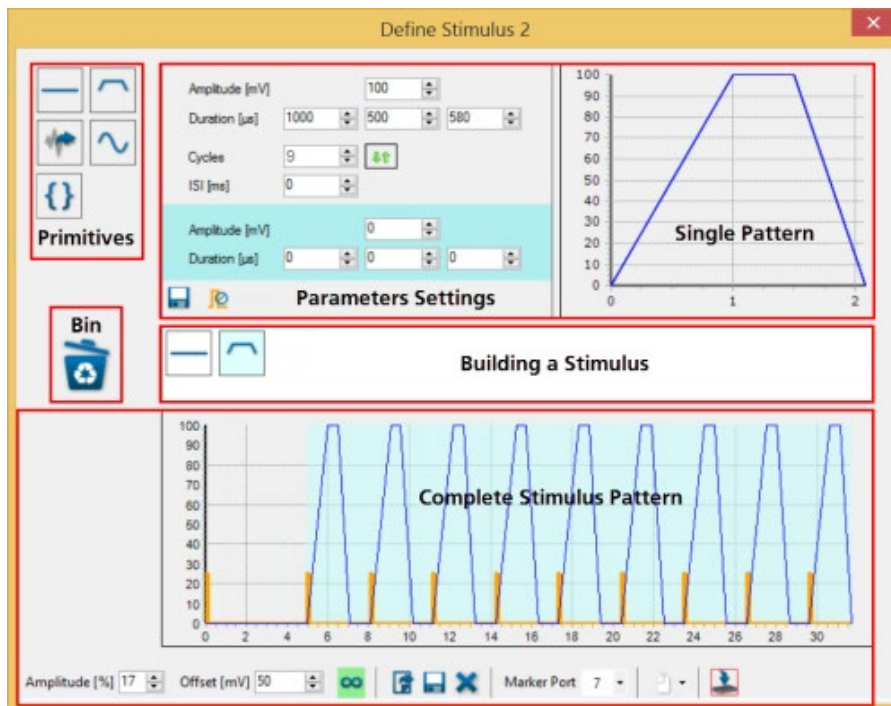 Define Stimulus 2
Primitives
Amplitude [mV] 100
Duration [µs] 1000 500 580
Cycles 9
ISI [ms] 0
Amplitude [mV] 0
Duration [µs] 0 0 0
Parameters Settings
100
90
80
70
60
50
40
30
20
10
0
0 1 2
Single Pattern
Bin
Building a Stimulus
100
90
80
70
60
50
40
30
20
10
0
0 2 4 6 8 10 12 14 16 18 20 22 24 26 28 30
Complete Stimulus Pattern
Amplitude [%] 17 Offset [mV] 50 Marker Port 7